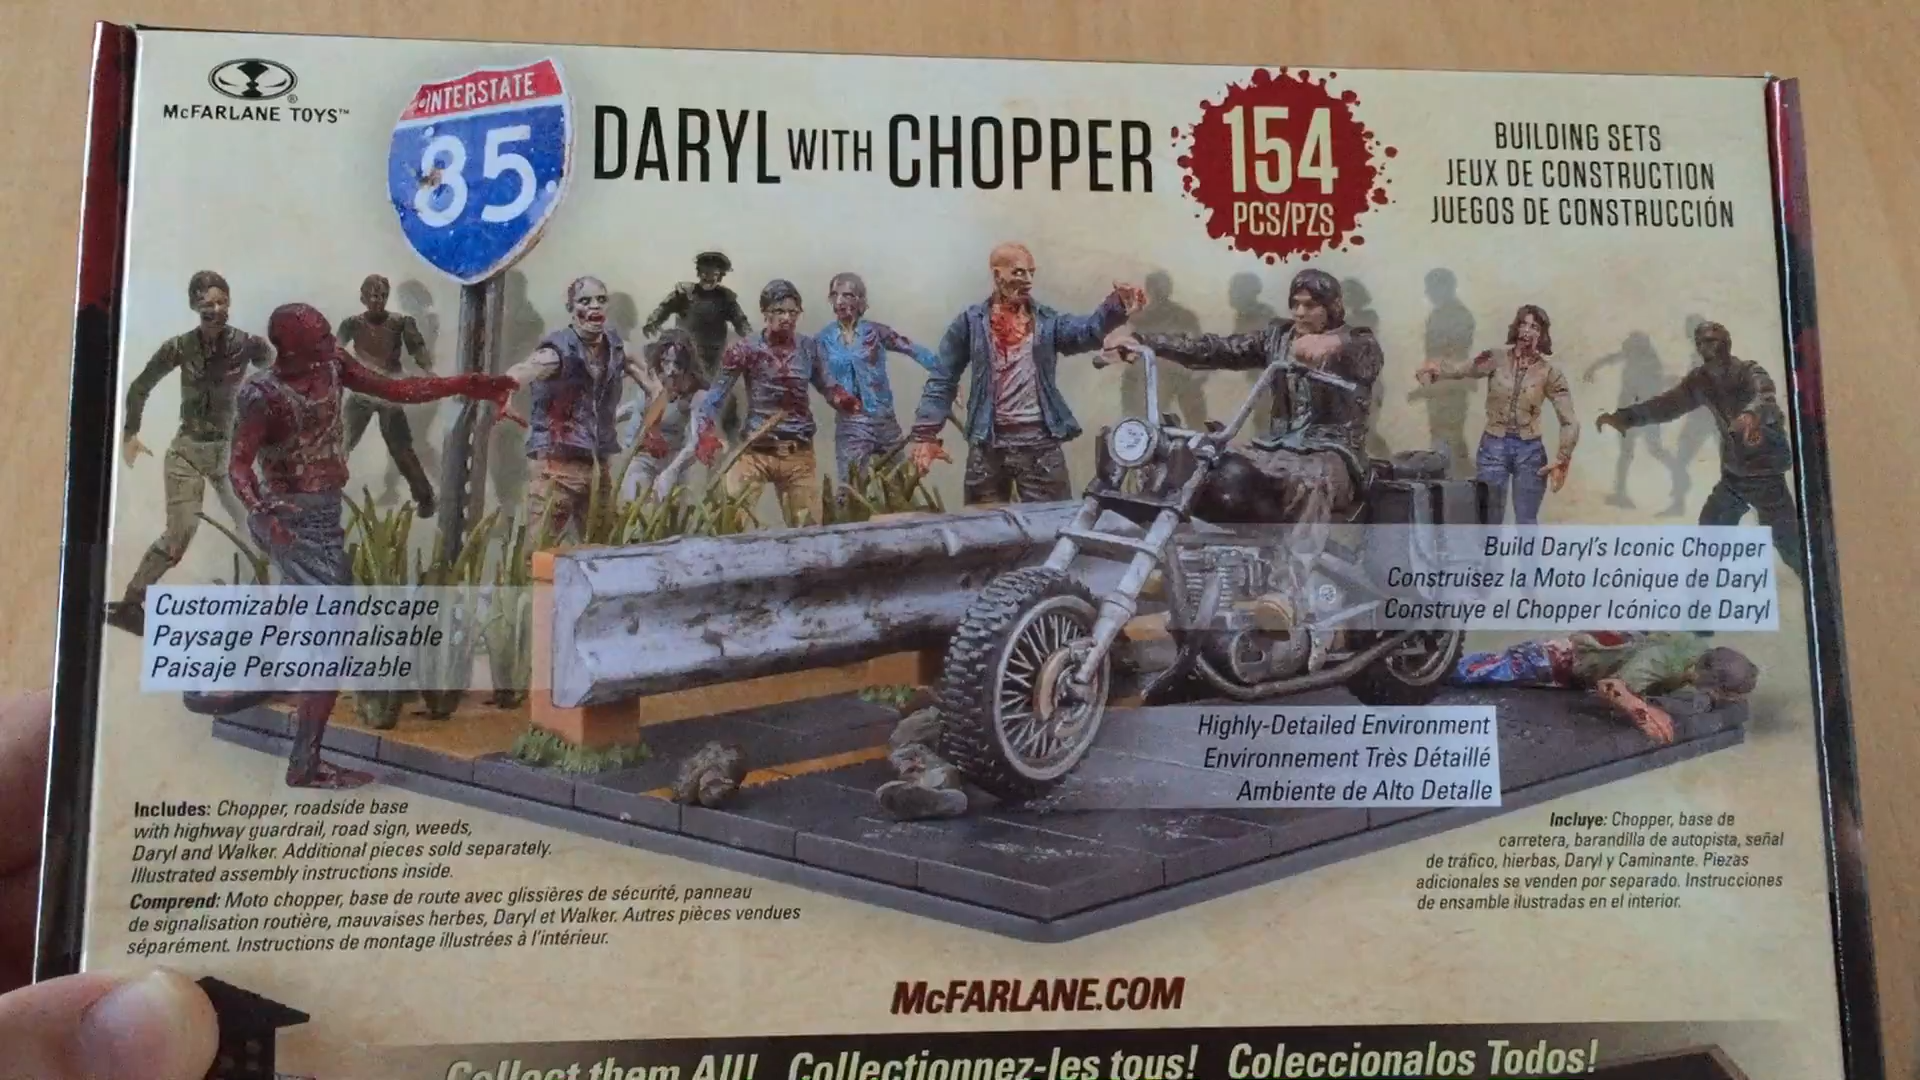 McFARLANE TOYS™
®
INTERSTATE
85
DARYL WITH CHOPPER
154
PCS/PZS
BUILDING SETS
JEUX DE CONSTRUCTION
JUEGOS DE CONSTRUCCIÓN
Build Daryl's Iconic Chopper
Construisez la Moto Icônique de Daryl
Construye el Chopper Icónico de Daryl
Customizable Landscape
Paysage Personnalisable
Paisaje Personalizable
Highly-Detailed Environment
Environnement Très Détaillé
Ambiente de Alto Detalle
Includes: Chopper, roadside base
with highway guardrail, road sign, weeds,
Daryl and Walker. Additional pieces sold separately.
Illustrated assembly instructions inside.
Comprend: Moto chopper, base de route avec glissières de sécurité, panneau
de signalisation routière, mauvaises herbes, Daryl et Walker. Autres pièces vendues
séparément. Instructions de montage illustrées à l'intérieur.
Incluye: Chopper, base de
carretera, barandilla de autopista, señal
de tráfico, hierbas, Daryl y Caminante. Piezas
adicionales se venden por separado. Instrucciones
de ensamble ilustradas en el interior.
McFARLANE.COM
Collect them All! Collectionnez-les tous! Coleccionalos Todos!